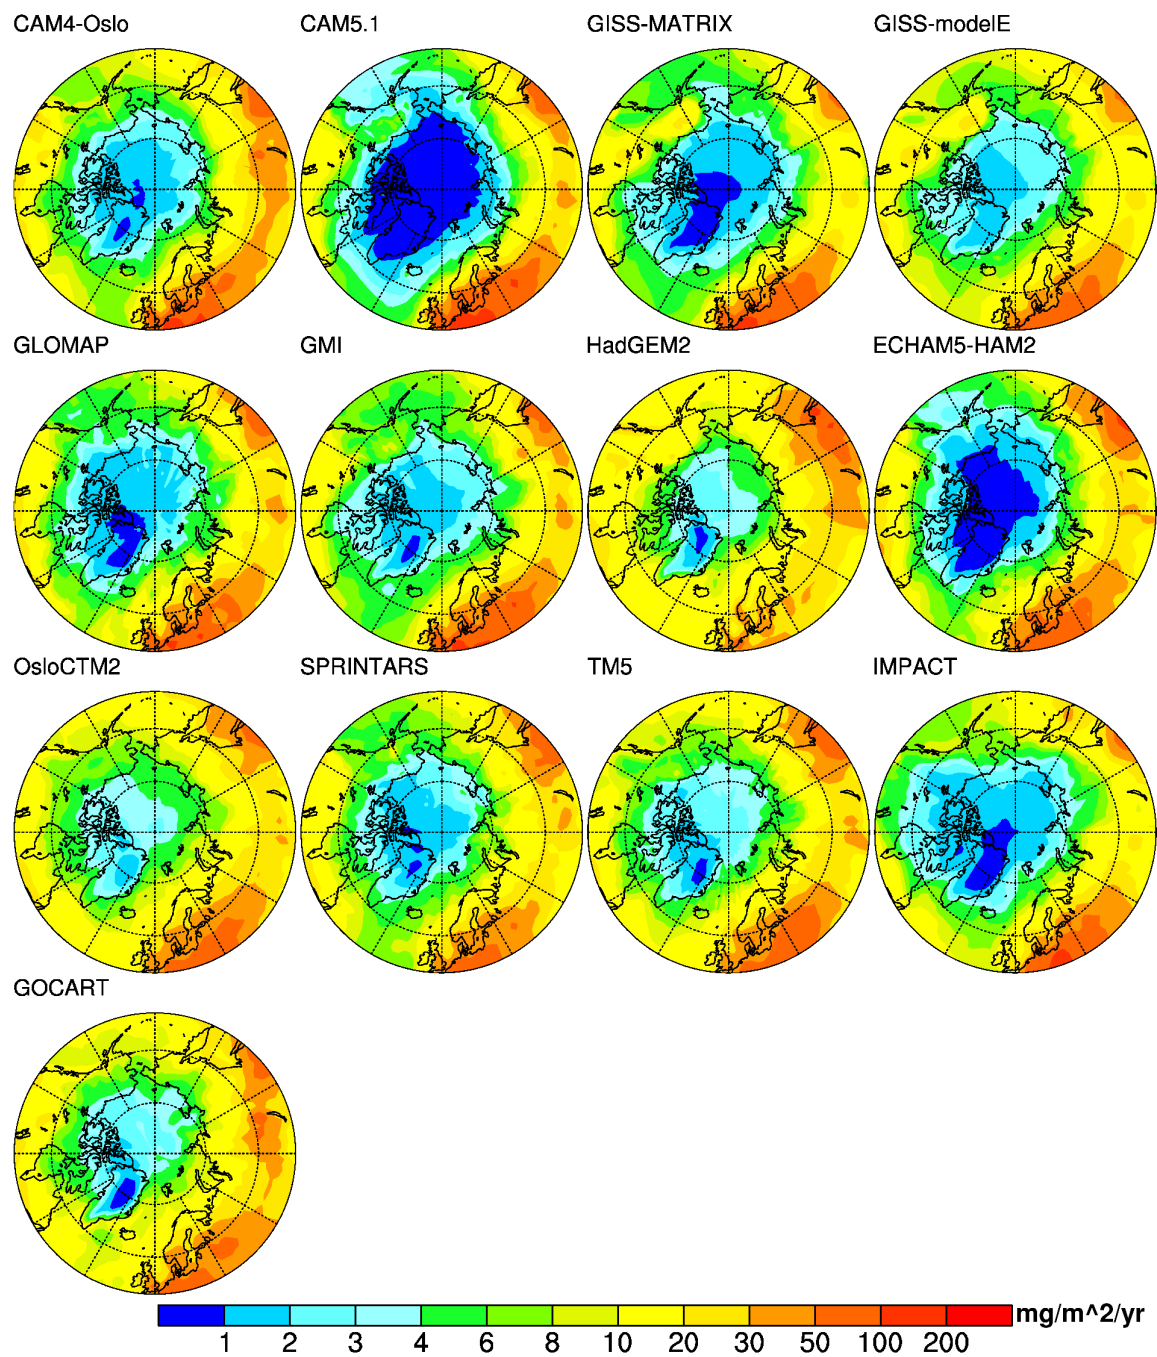 CAM4-Oslo CAM5.1 GISS-MATRIX GISS-modelE
GLOMAP GMI HadGEM2 ECHAM5-HAM2
OsloCTM2 SPRINTARS TM5 IMPACT
GOCART
mg/m^2/yr
1 2 3 4 6 8 10 20 30 50 100 200